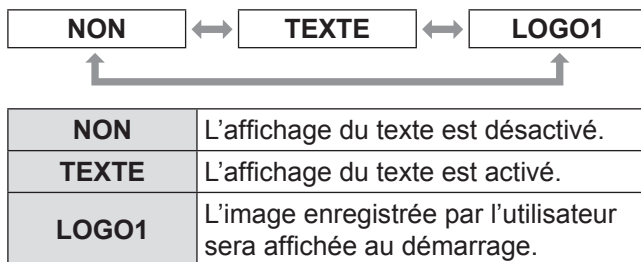 NON TEXTE LOGO1
NON L’affichage du texte est désactivé.
TEXTE L’affichage du texte est activé.
LOGO1 L’image enregistrée par l’utilisateur
sera affichée au démarrage.